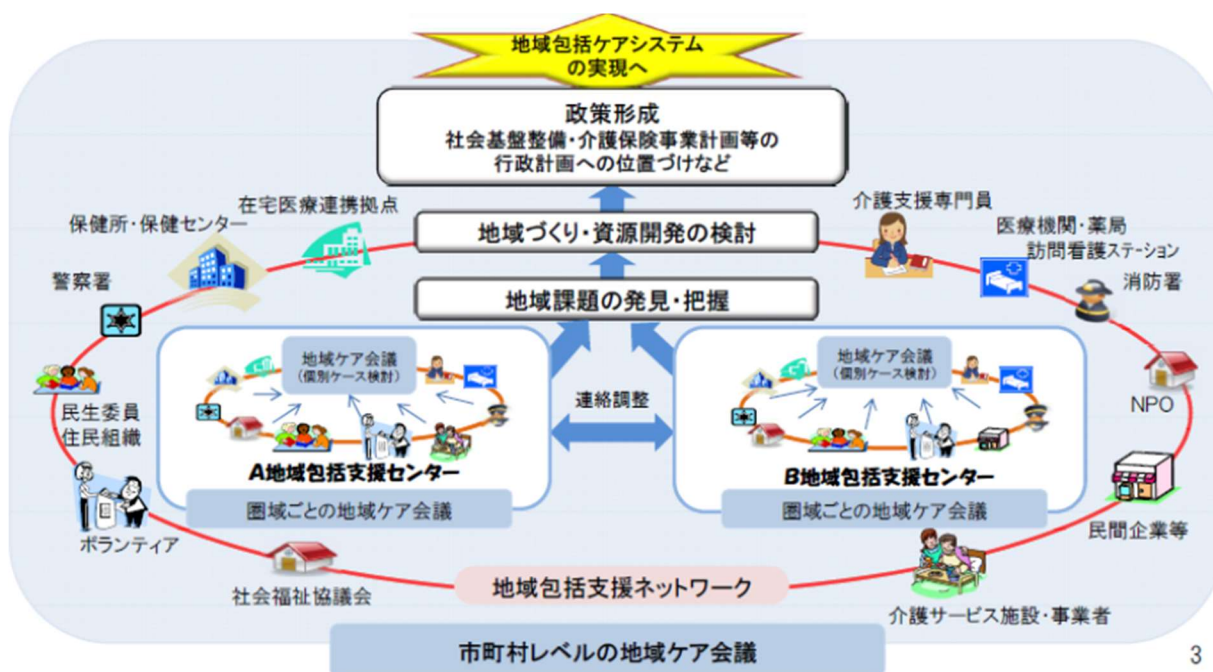 地域包括ケアシステム
の実現へ
政策形成
社会基盤整備・介護保険事業計画等の
行政計画への位置づけなど
在宅医療連携拠点
保健所・保健センター
警察署
地域づくり・資源開発の検討
地域課題の発見・把握
介護支援専門員
医療機関・薬局
訪問看護ステーション
消防署
地域ケア会議
(個別ケース検討)
A地域包括支援センター
圏域ごとの地域ケア会議
連絡調整
地域ケア会議
(個別ケース検討)
B地域包括支援センター
圏域ごとの地域ケア会議
民生委員
住民組織
NPO
ボランティア
民間企業等
社会福祉協議会
地域包括支援ネットワーク
介護サービス施設・事業者
市町村レベルの地域ケア会議
3